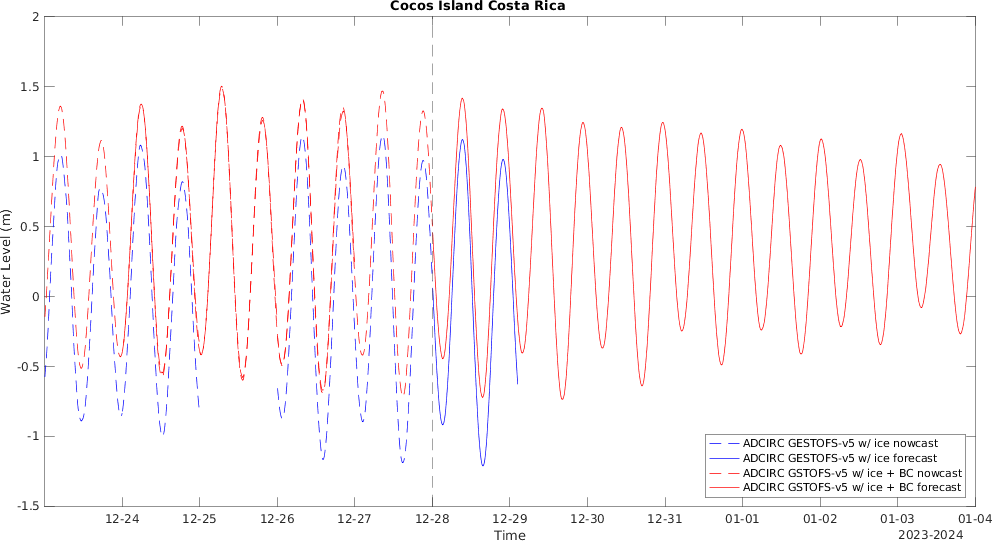 Cocos Island Costa Rica
2
1.5
1
0.5
0
-0.5
-1
-1.5
Water Level (m)
ADCIRC GESTOFS-v5 w/ ice nowcast
ADCIRC GESTOFS-v5 w/ ice forecast
ADCIRC GSTOFS-v5 w/ ice + BC nowcast
ADCIRC GSTOFS-v5 w/ ice + BC forecast
12-24 12-25 12-26 12-27 12-28 12-29 12-30 12-31 01-01 01-02 01-03 01-04
Time
2023-2024